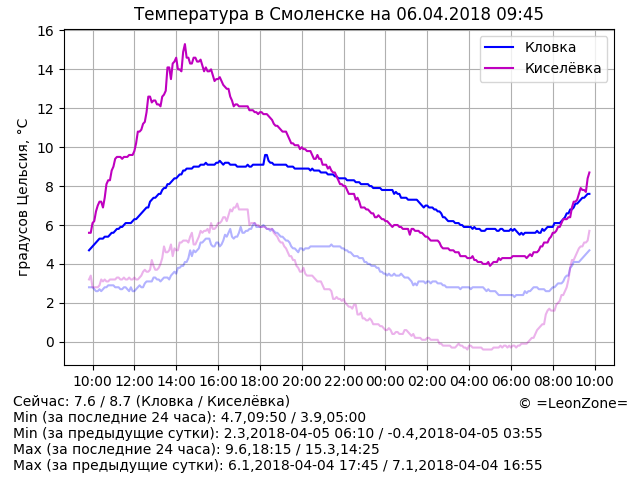 Температура в Смоленске на 06.04.2018 09:45
градусов Цельсия, °C
16
14
12
10
8
6
4
2
0
Кловка
Киселёвка
10:00 12:00 14:00 16:00 18:00 20:00 22:00 00:00 02:00 04:00 06:00 08:00 10:00
Сейчас: 7.6 / 8.7 (Кловка / Киселёвка)
© =LeonZone=
Min (за последние 24 часа): 4.7,09:50 / 3.9,05:00
Min (за предыдущие сутки): 2.3,2018-04-05 06:10 / -0.4,2018-04-05 03:55
Max (за последние 24 часа): 9.6,18:15 / 15.3,14:25
Max (за предыдущие сутки): 6.1,2018-04-04 17:45 / 7.1,2018-04-04 16:55